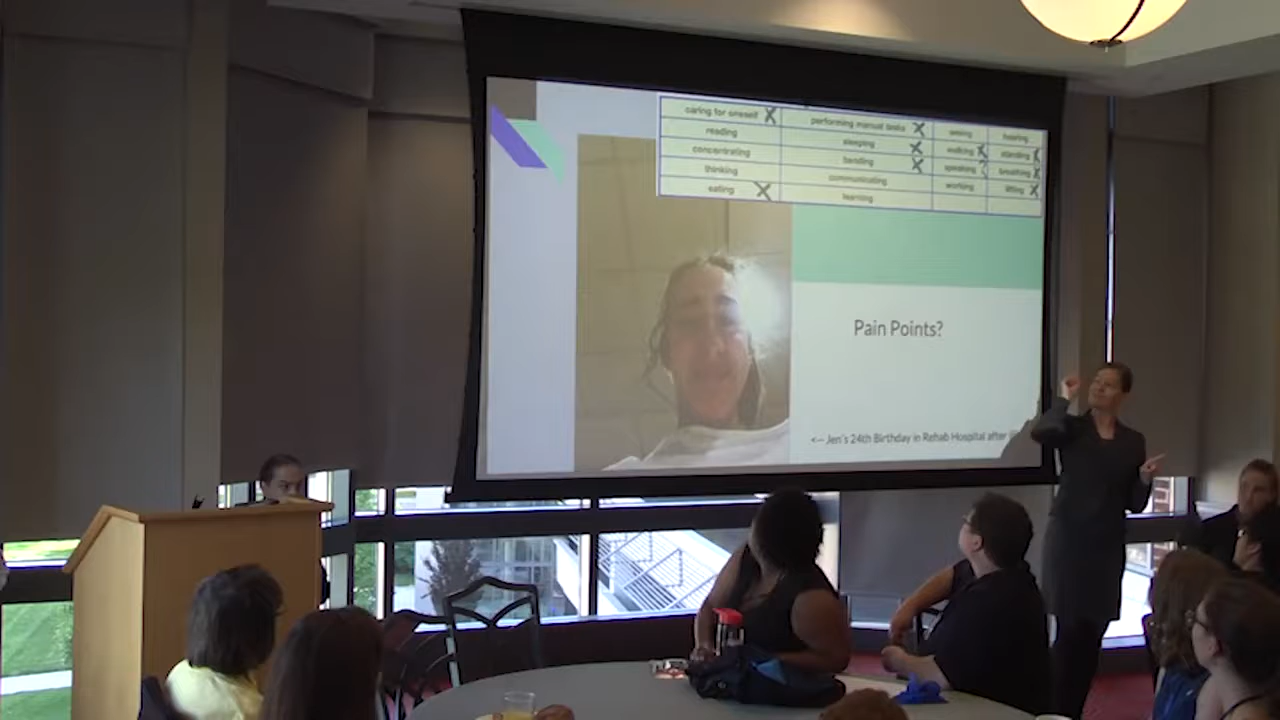 caring for oneself X performing manual tasks X seeing hearing
reading sleeping X walking X standing
concentrating bending X speaking ? breathing X
thinking communicating working lifting X
eating X learning
Pain Points?
<-- Jen's 24th Birthday in Rehab Hospital after